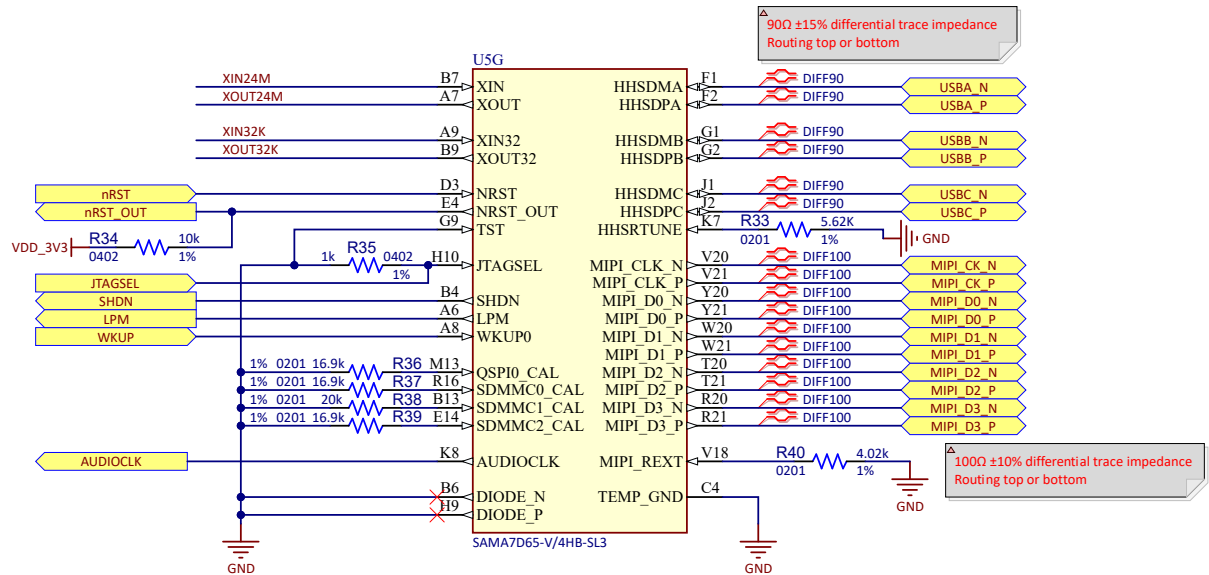 90Ω ±15% differential trace impedance
Routing top or bottom
U5G
XIN24M B7 XIN HHSDMA F1 DIFF90 USBA_N
XOUT24M A7 XOUT HHSDPA F2 DIFF90 USBA_P
XIN32K A9 XIN32 HHSDMB G1 DIFF90 USBB_N
XOUT32K B9 XOUT32 HHSDPB G2 DIFF90 USBB_P
nRST D3 NRST HHSDMC J1 DIFF90 USBC_N
nRST_OUT E4 NRST_OUT HHSDPC J2 DIFF90 USBC_P
G9 TST HHSRTUNE K7 R33 5.62K
0201 1% GND
VDD_3V3 R34 10k
0402 1%
1k R35 0402 H10 JTAGSEL MIPI_CLK_N V20 DIFF100 MIPI_CK_N
1%
JTAGSEL MIPI_CLK_P V21 DIFF100 MIPI_CK_P
SHDN B4 SHDN MIPI_D0_N Y20 DIFF100 MIPI_D0_N
LPM A6 LPM MIPI_D0_P Y21 DIFF100 MIPI_D0_P
WKUP A8 WKUP0 MIPI_D1_N W20 DIFF100 MIPI_D1_N
MIPI_D1_P W21 DIFF100 MIPI_D1_P
1% 0201 16.9k R36 M13 QSPI0_CAL MIPI_D2_N T20 DIFF100 MIPI_D2_N
1% 0201 16.9k R37 R16 SDMMC0_CAL MIPI_D2_P T21 DIFF100 MIPI_D2_P
1% 0201 20k R38 B13 SDMMC1_CAL MIPI_D3_N R20 DIFF100 MIPI_D3_N
1% 0201 16.9k R39 E14 SDMMC2_CAL MIPI_D3_P R21 DIFF100 MIPI_D3_P
AUDIOCLK K8 AUDIOCLK MIPI_REXT V18 R40 4.02k
0201 1%
GND
100Ω ±10% differential trace impedance
Routing top or bottom
B6 DIODE_N TEMP_GND C4
H9 DIODE_P
SAMA7D65-V/4HB-SL3
GND
GND